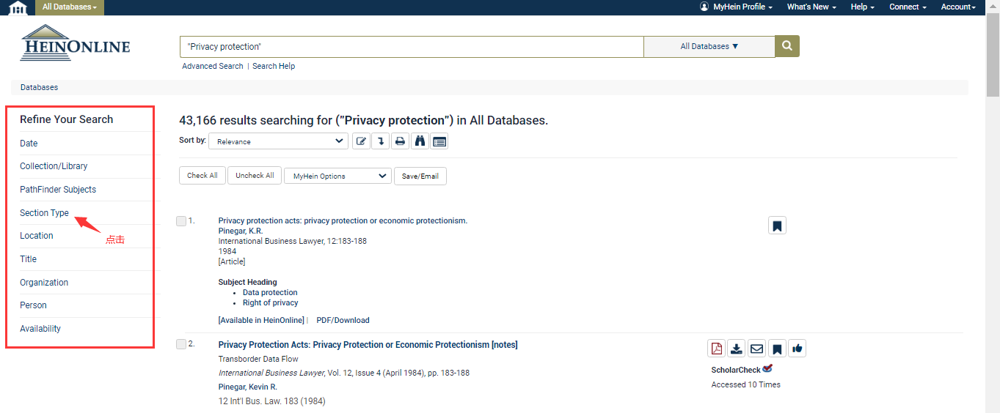 All Databases
MyHein Profile What's New Help Connect Account
HEINONLINE
"Privacy protection" All Databases ▼
Advanced Search | Search Help
Databases
Refine Your Search
Date
Collection/Library
PathFinder Subjects
Section Type
点击
Location
Title
Organization
Person
Availability
43,166 results searching for ("Privacy protection") in All Databases.
Sort by: Relevance
Check All Uncheck All MyHein Options Save/Email
1. Privacy protection acts: privacy protection or economic protectionism.
Pinegar, K.R.
International Business Lawyer, 12:183-188
1984
[Article]
Subject Heading
• Data protection
• Right of privacy
[Available in HeinOnline] | PDF/Download
2. Privacy Protection Acts: Privacy Protection or Economic Protectionism [notes]
Transborder Data Flow
International Business Lawyer, Vol. 12, Issue 4 (April 1984), pp. 183-188
Pinegar, Kevin R.
12 Int'l Bus. Law. 183 (1984)
ScholarCheck
Accessed 10 Times